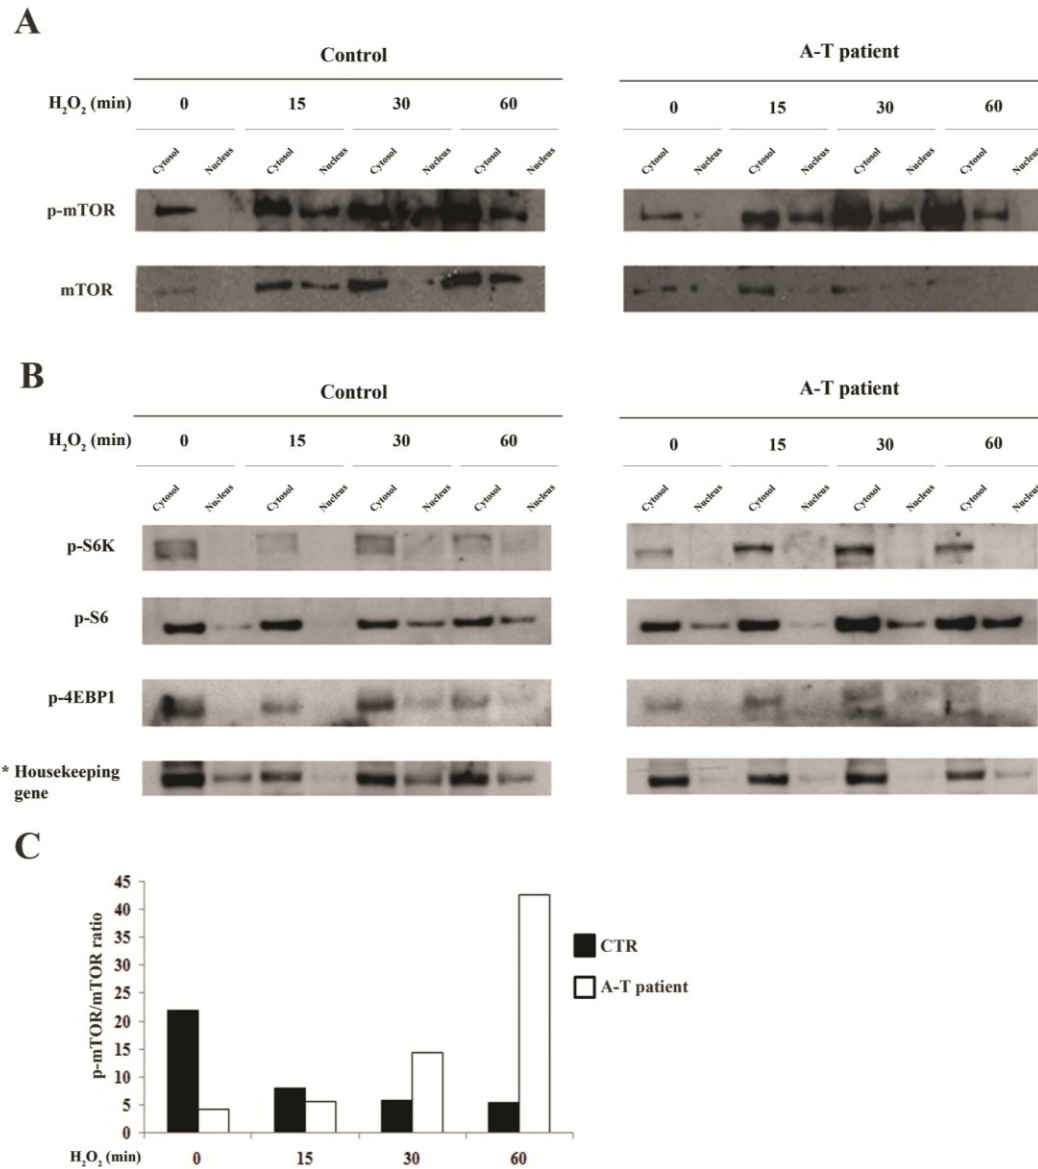 A
Control
A-T patient
H₂O₂ (min) 0 15 30 60 0 15 30 60
Cytosol Nucleus Cytosol Nucleus Cytosol Nucleus Cytosol Nucleus Cytosol Nucleus Cytosol Nucleus Cytosol Nucleus Cytosol Nucleus
p-mTOR
mTOR
B
Control
A-T patient
H₂O₂ (min) 0 15 30 60 0 15 30 60
Cytosol Nucleus Cytosol Nucleus Cytosol Nucleus Cytosol Nucleus Cytosol Nucleus Cytosol Nucleus Cytosol Nucleus Cytosol Nucleus
p-S6K
p-S6
p-4EBP1
* Housekeeping
gene
C
p-mTOR/mTOR ratio
45
40
35
30
25
20
15
10
5
0
CTR
A-T patient
H₂O₂ (min) 0 15 30 60